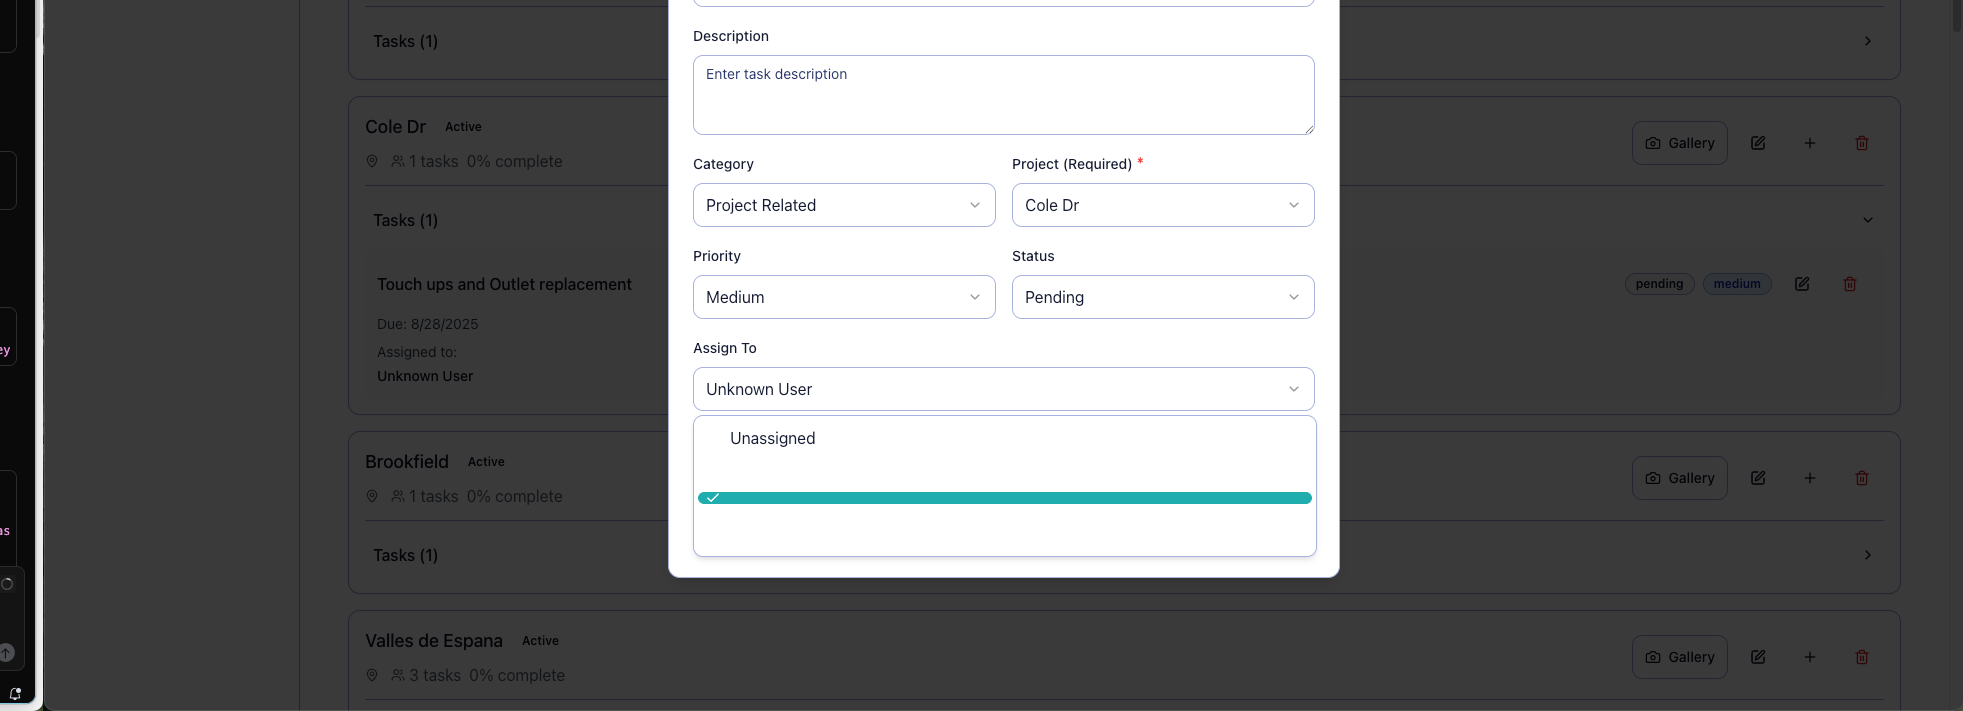 Description
Tasks (1)
Enter task description
Cole Dr Active
1 tasks 0% complete
Gallery
Category
Project (Required) *
Project Related
Cole Dr
Tasks (1)
Priority
Status
Medium
Pending
Touch ups and Outlet replacement
pending
medium
Due: 8/28/2025
Assigned to:
Unknown User
Assign To
Unknown User
ey
Unassigned
Brookfield Active
1 tasks 0% complete
Gallery
as
Tasks (1)
Valles de Espana Active
3 tasks 0% complete
Gallery